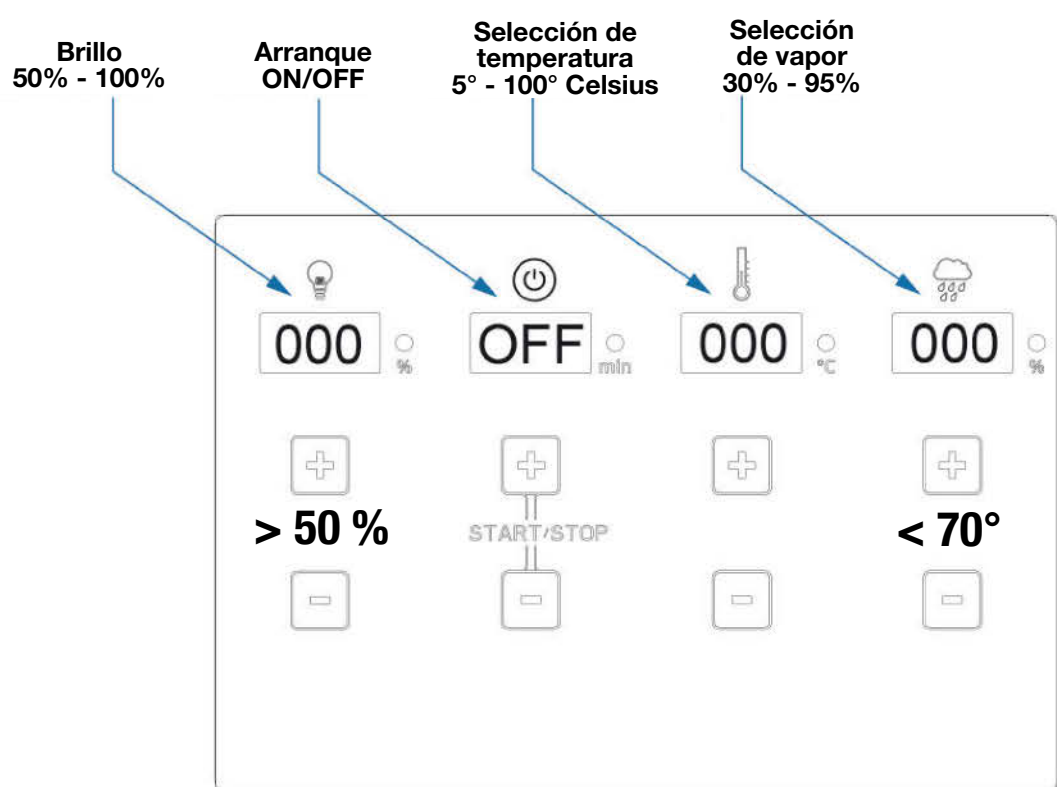 Brillo
50% - 100%
Arranque
ON/OFF
Selección de
temperatura
5° - 100° Celsius
Selección
de vapor
30% - 95%
000
%
OFF
min
000
°C
000
%
> 50 %
START/STOP
< 70°